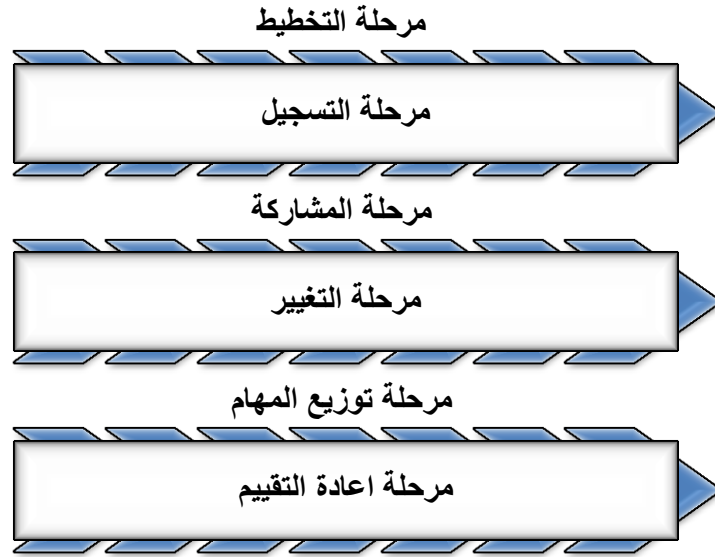 مرحلة التخطيط
مرحلة التسجيل
مرحلة المشاركة
مرحلة التغيير
مرحلة توزيع المهام
مرحلة اعادة التقييم